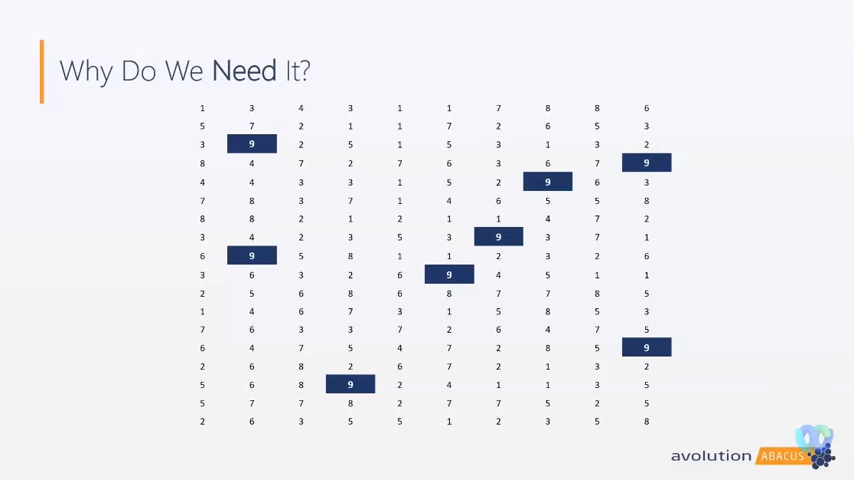 Why Do We Need It?
1 3 4 3 1 1 7 8 8 6
5 7 2 1 1 7 2 6 5 3
3 9 2 5 1 5 3 1 3 2
8 4 7 2 7 6 3 6 7 9
4 4 3 3 1 5 2 9 6 3
7 8 3 7 1 4 6 5 5 8
8 8 2 1 2 1 1 4 7 2
3 4 2 3 5 3 9 3 7 1
6 9 5 8 1 1 2 3 2 6
3 6 3 2 6 9 4 5 1 1
2 5 6 8 6 8 7 7 8 5
1 4 6 7 3 1 5 8 5 3
7 6 3 3 7 2 6 4 7 5
6 4 7 5 4 7 2 8 5 9
2 6 8 2 6 7 2 1 3 2
5 6 8 9 2 4 1 1 3 5
5 7 7 8 2 7 7 5 2 5
2 6 3 5 5 1 2 3 5 8
avolution ABACUS